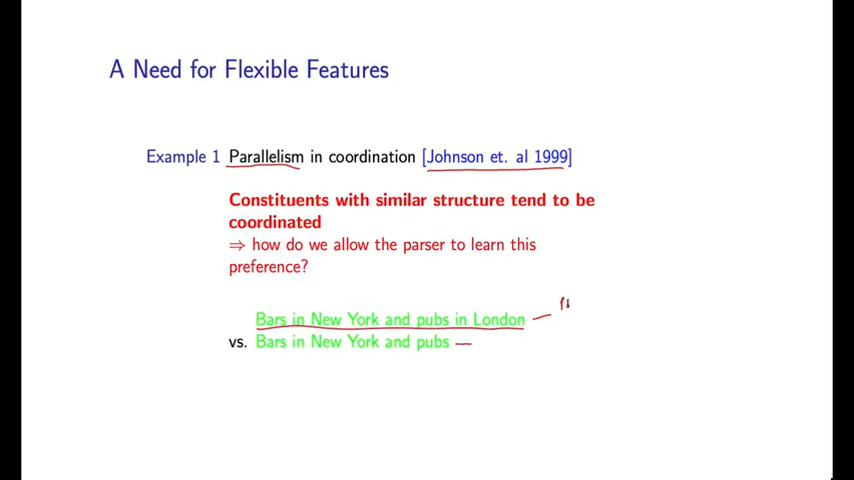 A Need for Flexible Features
Example 1 Parallelism in coordination [Johnson et. al 1999]
Constituents with similar structure tend to be
coordinated
⇒ how do we allow the parser to learn this
preference?
Bars in New York and pubs in London
vs. Bars in New York and pubs